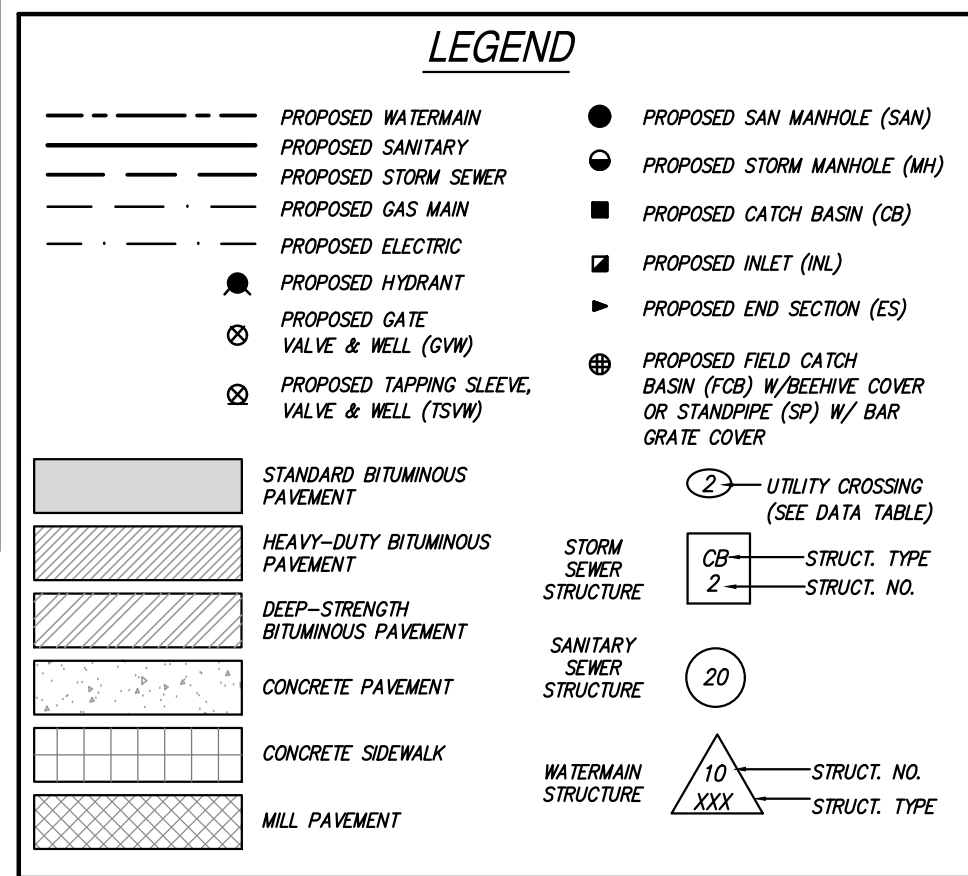 LEGEND
PROPOSED WATERMAIN
PROPOSED SANITARY
PROPOSED STORM SEWER
PROPOSED GAS MAIN
PROPOSED ELECTRIC
PROPOSED HYDRANT
PROPOSED GATE
VALVE & WELL (GVW)
PROPOSED TAPPING SLEEVE,
VALVE & WELL (TSVW)
PROPOSED SAN MANHOLE (SAN)
PROPOSED STORM MANHOLE (MH)
PROPOSED CATCH BASIN (CB)
PROPOSED INLET (INL)
PROPOSED END SECTION (ES)
PROPOSED FIELD CATCH
BASIN (FCB) W/BEEHIVE COVER
OR STANDPIPE (SP) W/ BAR
GRATE COVER
STANDARD BITUMINOUS
PAVEMENT
HEAVY-DUTY BITUMINOUS
PAVEMENT
DEEP-STRENGTH
BITUMINOUS PAVEMENT
CONCRETE PAVEMENT
CONCRETE SIDEWALK
MILL PAVEMENT
2 UTILITY CROSSING
(SEE DATA TABLE)
STORM
SEWER
STRUCTURE
CB STRUCT. TYPE
2 STRUCT. NO.
SANITARY
SEWER
STRUCTURE
20
WATERMAIN
STRUCTURE
10 STRUCT. NO.
XXX STRUCT. TYPE